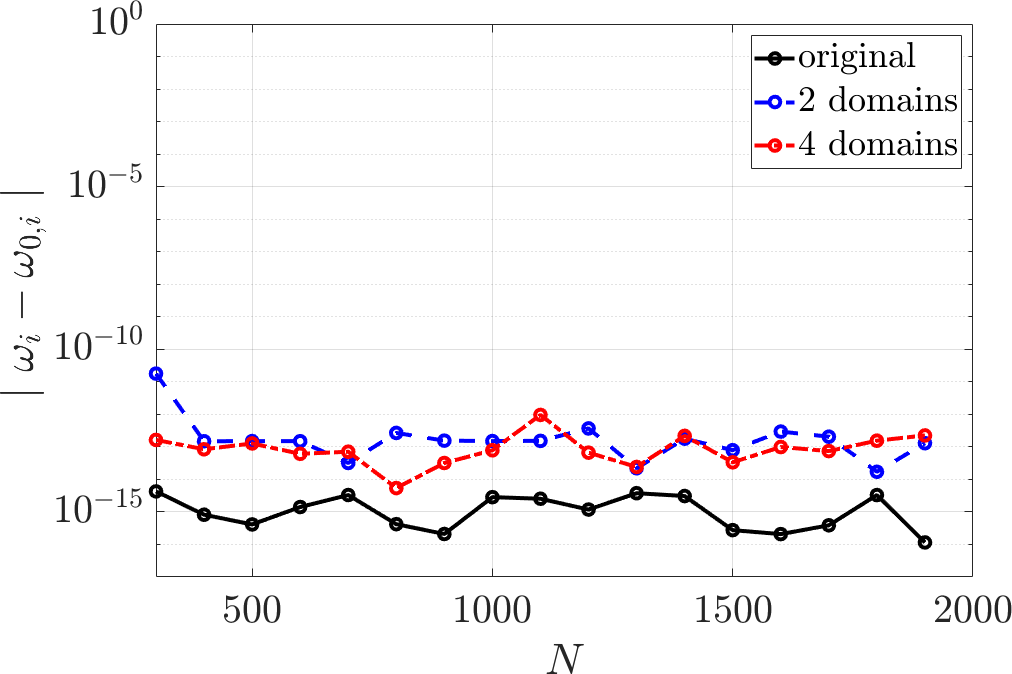 10^0
10^{-5}
10^{-10}
10^{-15}
| ω_i − ω_{0,i} |
original
2 domains
4 domains
500 1000 1500 2000
N